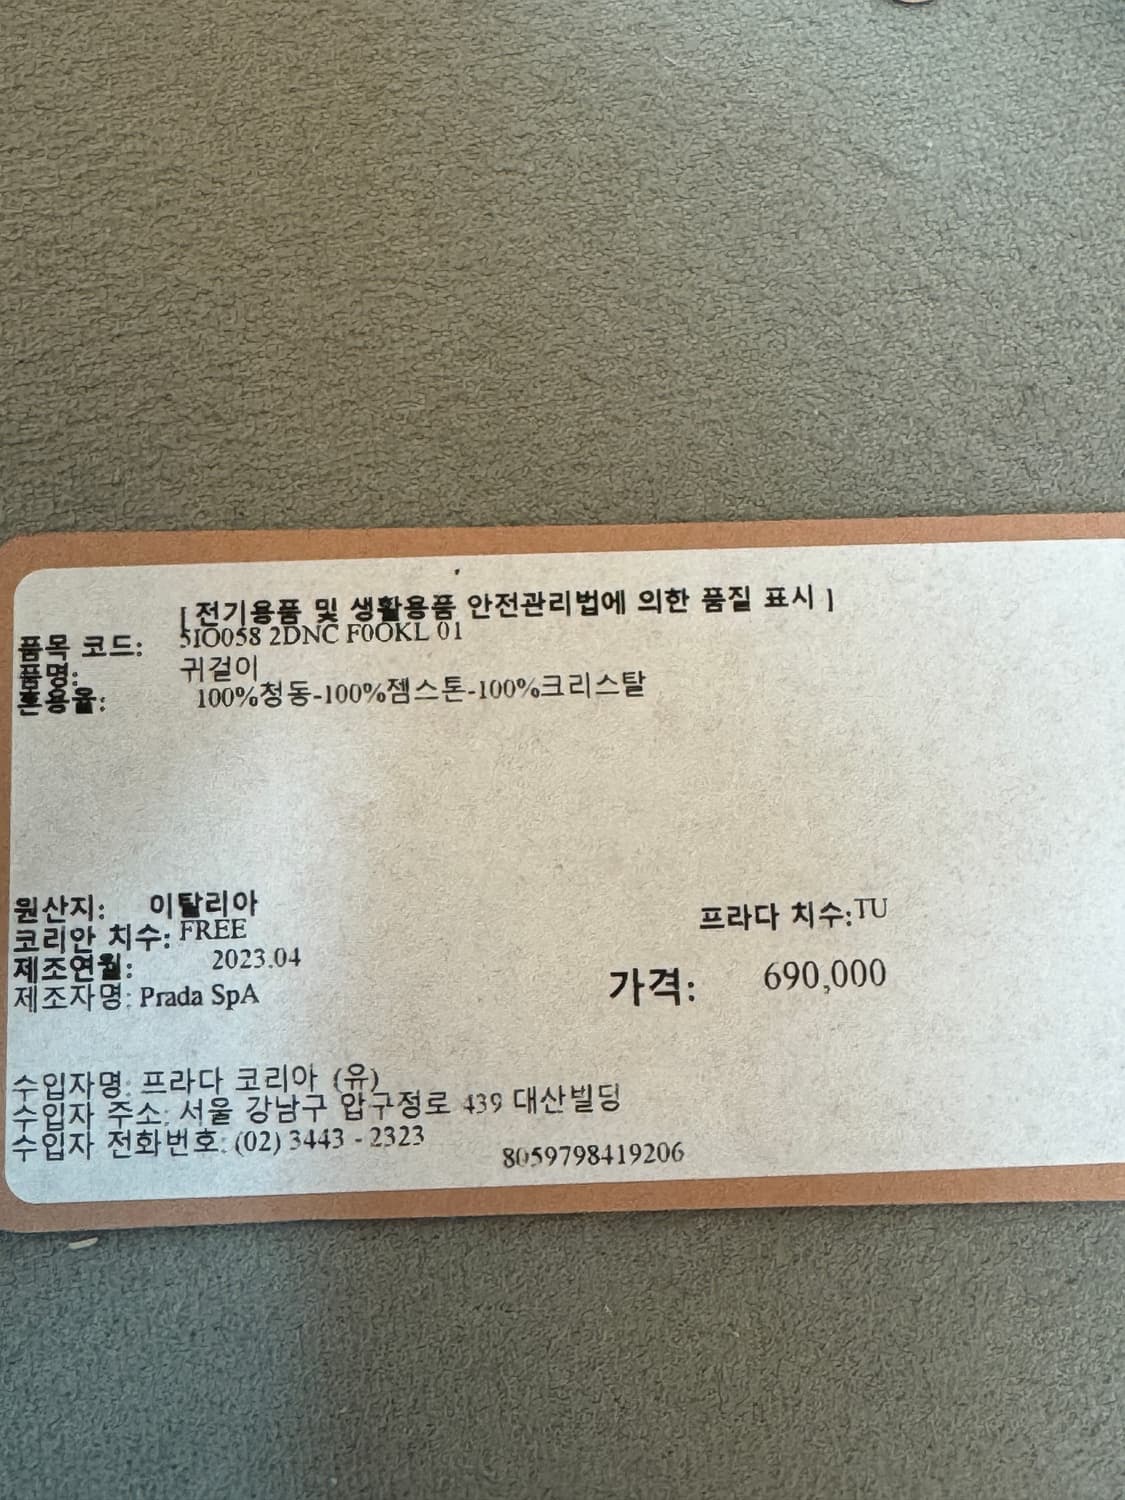 [ 전기용품 및 생활용품 안전관리법에 의한 품질 표시 ]
품목 코드: 5IO058 2DNC F0OKL 01
품명: 귀걸이
혼용율: 100%청동-100%젬스톤-100%크리스탈
원산지: 이탈리아
코리안 치수: FREE 프라다 치수:TU
제조연월: 2023.04
제조자명: Prada SpA 가격: 690,000
수입자명: 프라다 코리아 (유)
수입자 주소: 서울 강남구 압구정로 439 대산빌딩
수입자 전화번호: (02) 3443 - 2323
8059798419206